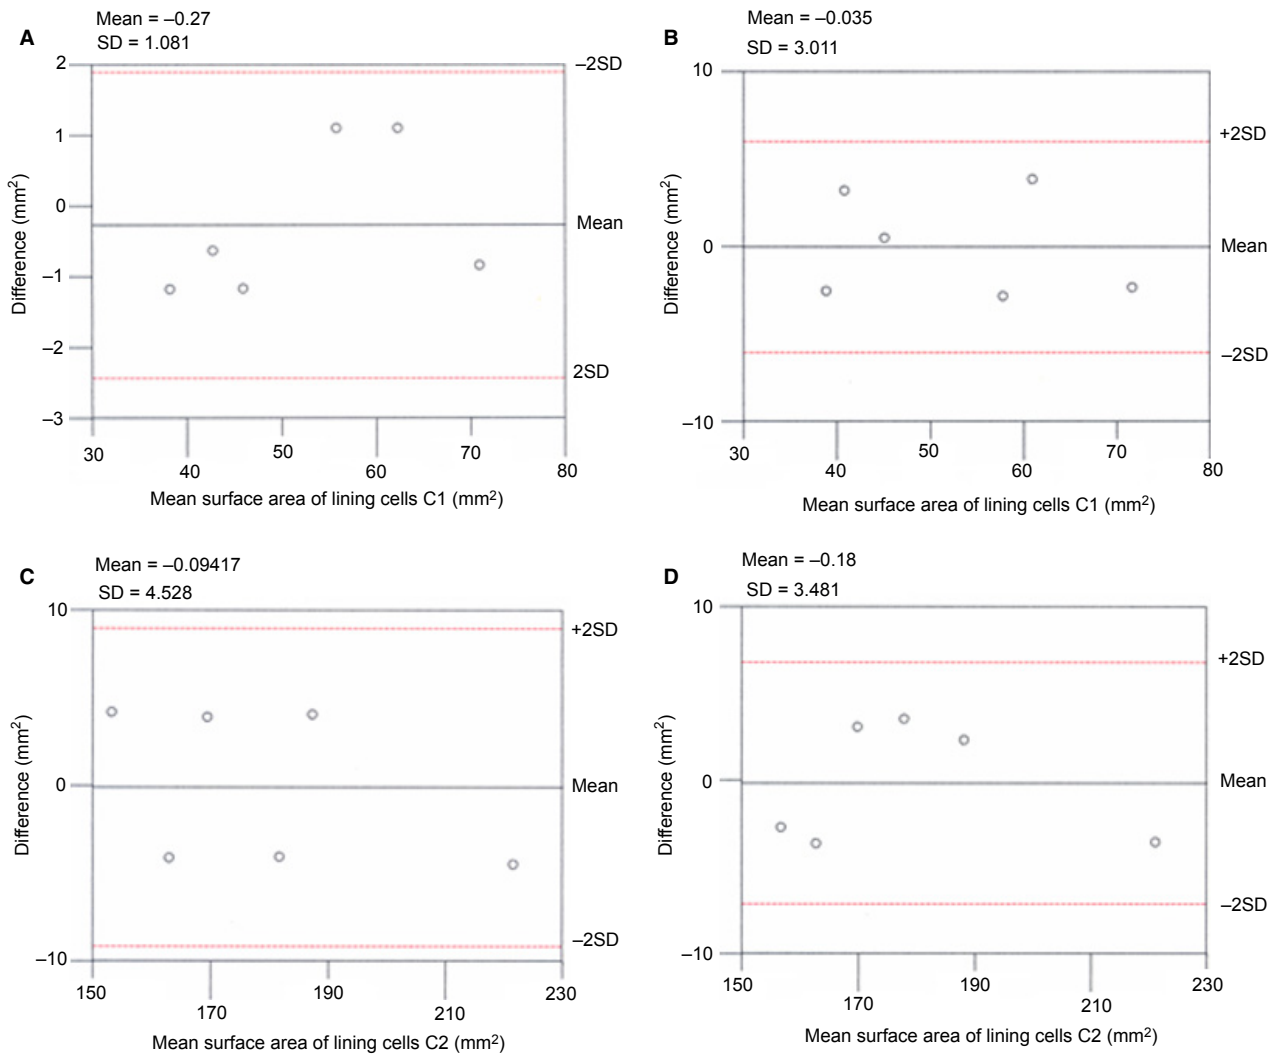 A
Mean = –0.27
SD = 1.081
2
1
0
–1
–2
–3
–2SD
Mean
2SD
Difference (mm²)
30
40
50
60
70
80
Mean surface area of lining cells C1 (mm²)
B
Mean = –0.035
SD = 3.011
10
0
–10
+2SD
Mean
–2SD
Difference (mm²)
30
40
50
60
70
80
Mean surface area of lining cells C1 (mm²)
C
Mean = –0.09417
SD = 4.528
10
0
–10
+2SD
Mean
–2SD
Difference (mm²)
150
170
190
210
230
Mean surface area of lining cells C2 (mm²)
D
Mean = –0.18
SD = 3.481
10
0
–10
+2SD
Mean
–2SD
Difference (mm²)
150
170
190
210
230
Mean surface area of lining cells C2 (mm²)